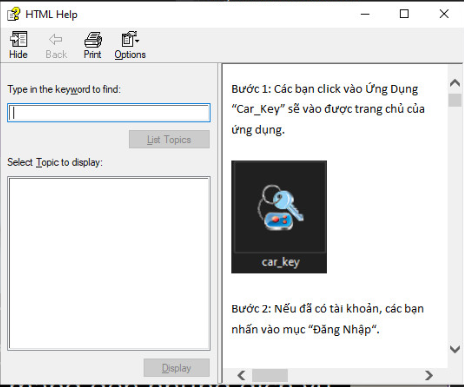 HTML Help
Hide
Back
Print
Options
Type in the keyword to find:
List Topics
Select Topic to display:
Display
Bước 1: Các bạn click vào Ứng Dụng
“Car_Key” sẽ vào được trang chủ của
ứng dụng.
car_key
Bước 2: Nếu đã có tài khoản, các bạn
nhấn vào mục “Đăng Nhập“.